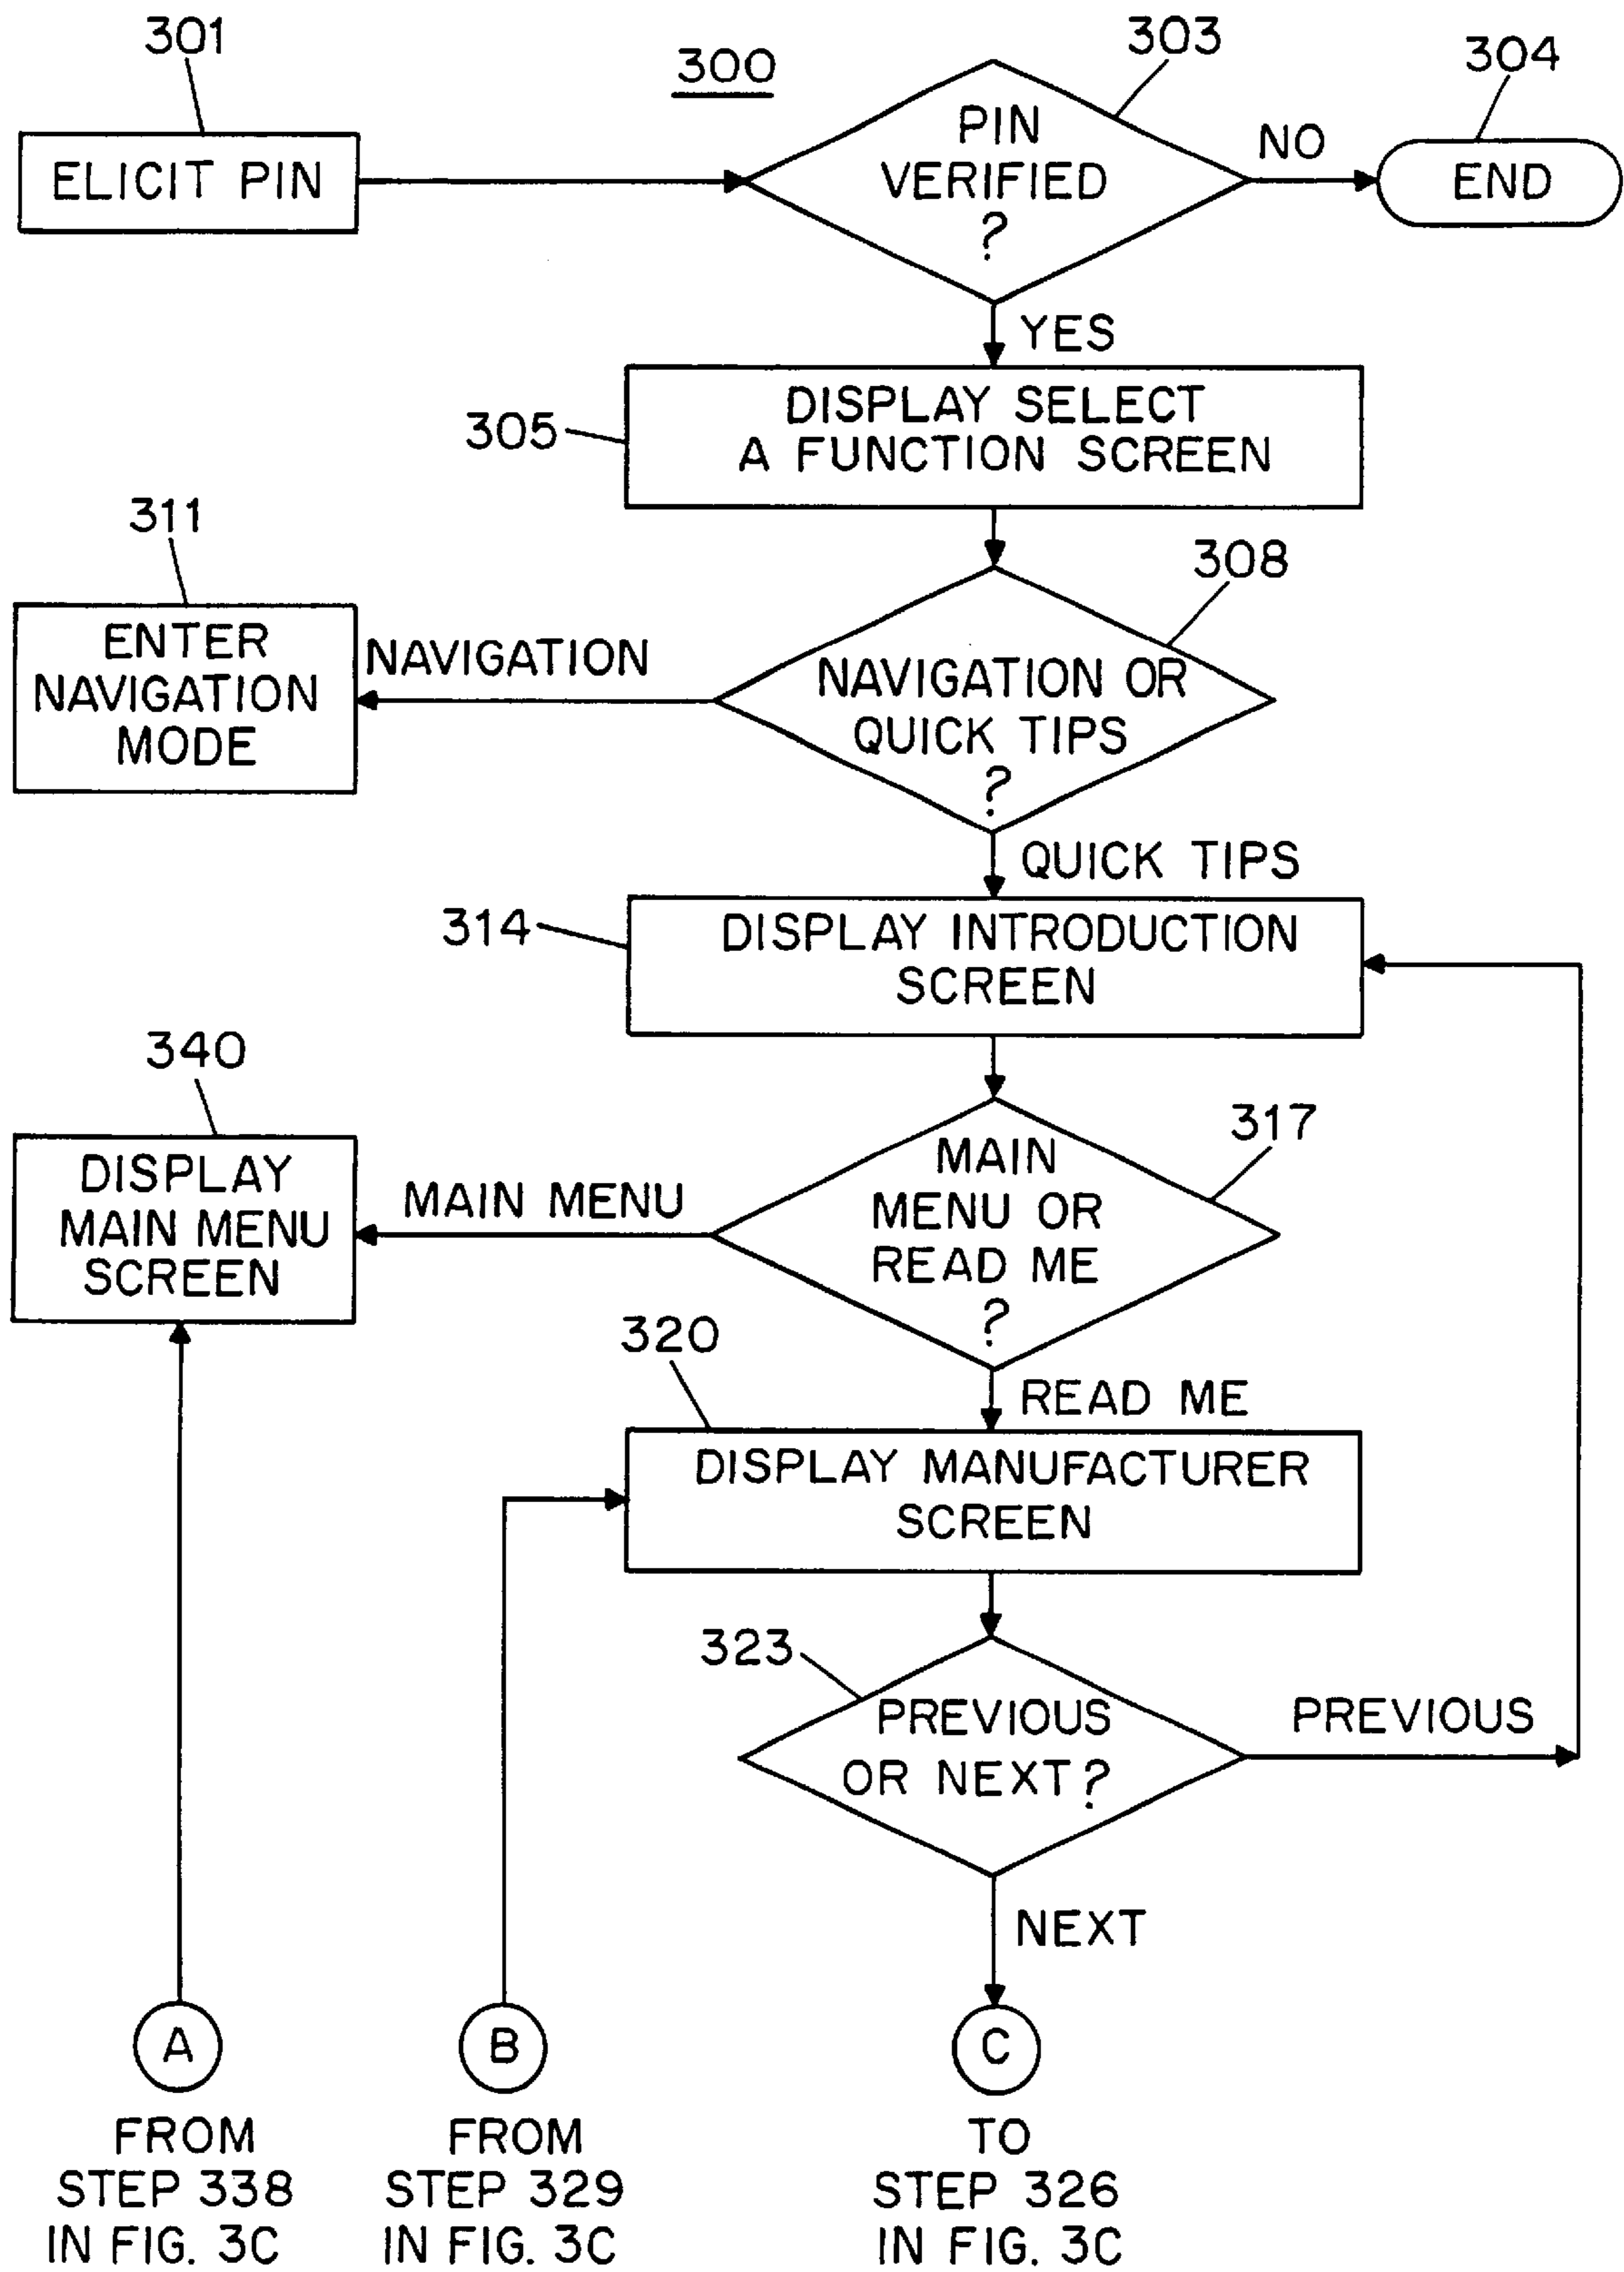 301
300
303
304
ELICIT PIN
PIN
VERIFIED
?
NO
END
YES
305
DISPLAY SELECT
A FUNCTION SCREEN
311
308
ENTER
NAVIGATION
MODE
NAVIGATION
NAVIGATION OR
QUICK TIPS
?
QUICK TIPS
314
DISPLAY INTRODUCTION
SCREEN
340
317
DISPLAY
MAIN MENU
SCREEN
MAIN MENU
MAIN
MENU OR
READ ME
?
320
READ ME
DISPLAY MANUFACTURER
SCREEN
323
PREVIOUS
OR NEXT?
PREVIOUS
NEXT
A
FROM
STEP 338
IN FIG. 3C
B
FROM
STEP 329
IN FIG. 3C
C
TO
STEP 326
IN FIG. 3C